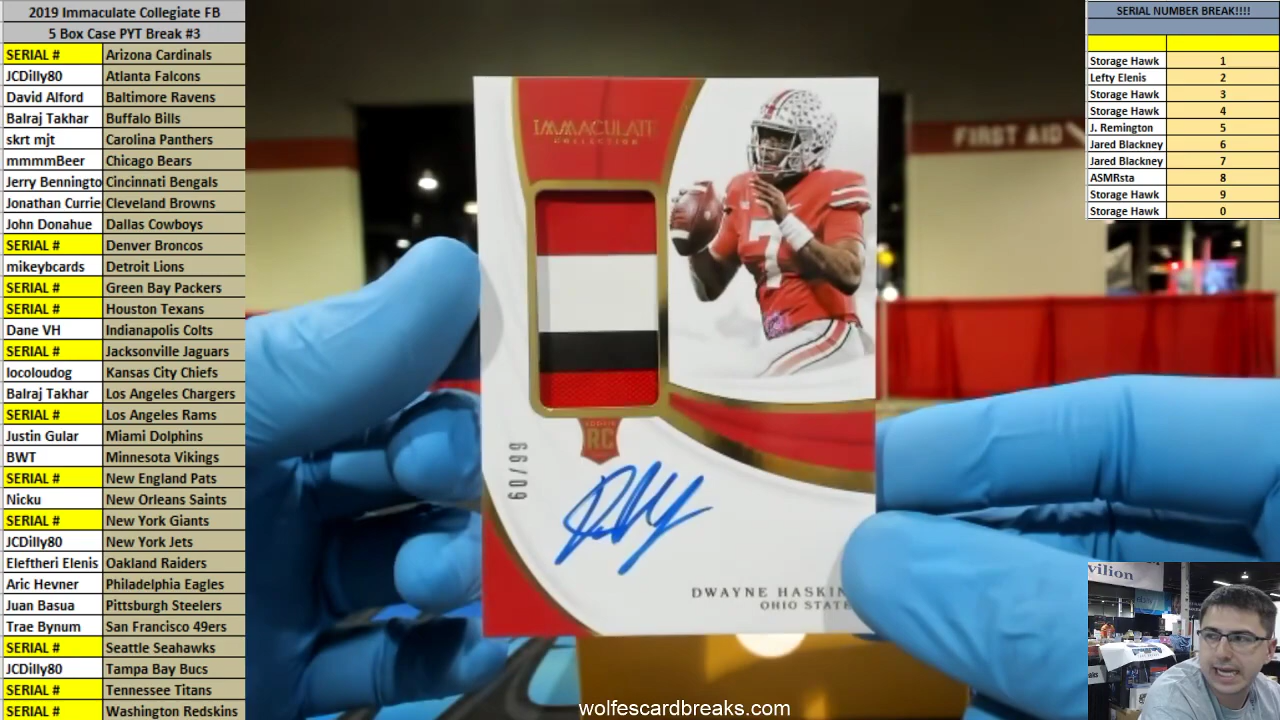 2019 Immaculate Collegiate FB
5 Box Case PYT Break #3
SERIAL # Arizona Cardinals
JCDilly80 Atlanta Falcons
David Alford Baltimore Ravens
Balraj Takhar Buffalo Bills
skrt mjt Carolina Panthers
mmmmBeer Chicago Bears
Jerry Benningto Cincinnati Bengals
Jonathan Currie Cleveland Browns
John Donahue Dallas Cowboys
SERIAL # Denver Broncos
mikeybcards Detroit Lions
SERIAL # Green Bay Packers
SERIAL # Houston Texans
Dane VH Indianapolis Colts
SERIAL # Jacksonville Jaguars
locoloudog Kansas City Chiefs
Balraj Takhar Los Angeles Chargers
SERIAL # Los Angeles Rams
Justin Gular Miami Dolphins
BWT Minnesota Vikings
SERIAL # New England Pats
Nicku New Orleans Saints
SERIAL # New York Giants
JCDilly80 New York Jets
Eleftheri Elenis Oakland Raiders
Aric Hevner Philadelphia Eagles
Juan Basua Pittsburgh Steelers
Trae Bynum San Francisco 49ers
SERIAL # Seattle Seahawks
JCDilly80 Tampa Bay Bucs
SERIAL # Tennessee Titans
SERIAL # Washington Redskins
IMMACULATE
COLLECTION
7
ROOKIE
RC
60/99
DWAYNE HASKIN
OHIO STATE
FIRST AID
SERIAL NUMBER BREAK!!!!
Storage Hawk 1
Lefty Elenis 2
Storage Hawk 3
Storage Hawk 4
J. Remington 5
Jared Blackney 6
Jared Blackney 7
ASMRsta 8
Storage Hawk 9
Storage Hawk 0
vilion
wolfescardbreaks.com